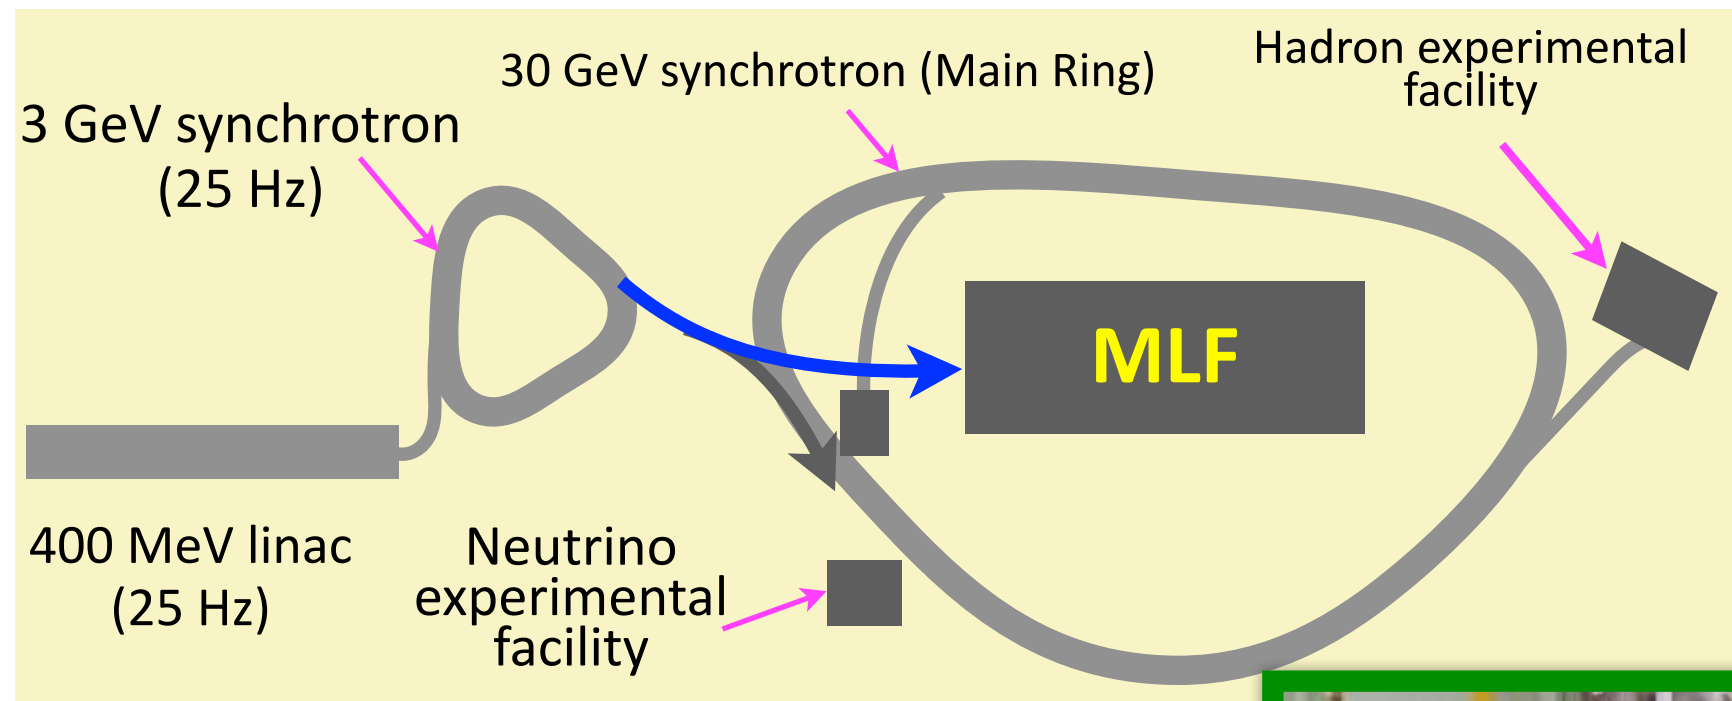 30 GeV synchrotron (Main Ring)
Hadron experimental
facility
3 GeV synchrotron
(25 Hz)
MLF
400 MeV linac
(25 Hz)
Neutrino
experimental
facility